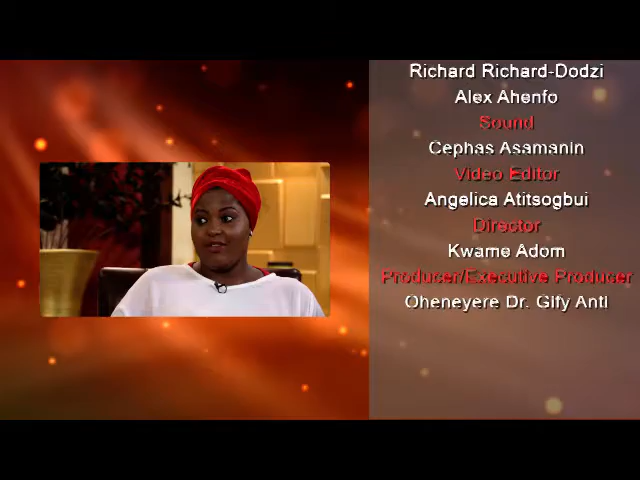 Richard Richard-Dodzi
Alex Ahenfo
Sound
Cephas Asamanin
Video Editor
Angelica Atitsogbui
Director
Kwame Adom
Producer/Executive Producer
Oheneyere Dr. Gify Anti